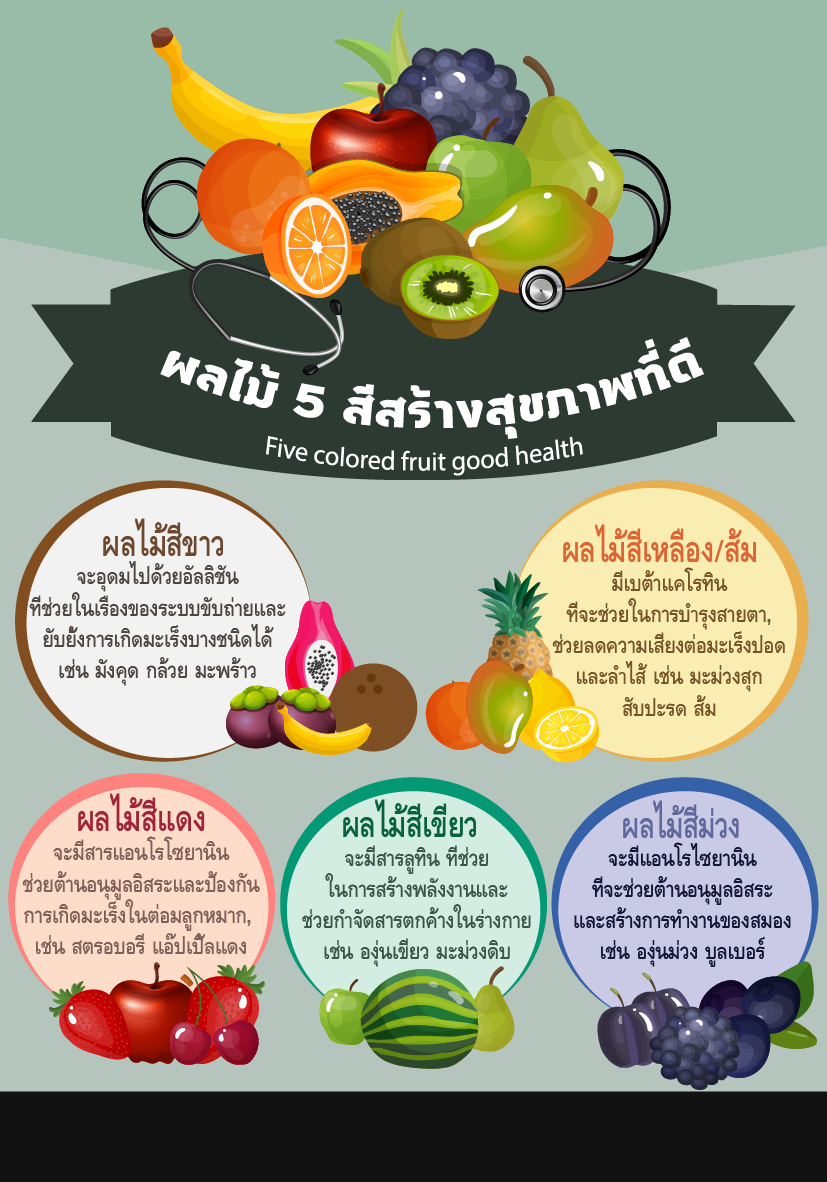 ผลไม้ 5 สีสร้างสุขภาพที่ดี
Five colored fruit good health
ผลไม้สีขาว
จะอุดมไปด้วยอัลลิซัน
ที่ช่วยในเรื่องของระบบขับถ่ายและ
ยับยั้งการเกิดมะเร็งบางชนิดได้
เช่น มังคุด กล้วย มะพร้าว
ผลไม้สีเหลือง/ส้ม
มีเบต้าแคโรทิน
ที่จะช่วยในการบำรุงสายตา,
ช่วยลดความเสี่ยงต่อมะเร็งปอด
และลำไส้ เช่น มะม่วงสุก
สับปะรด ส้ม
ผลไม้สีแดง
จะมีสารแอนโรโซยานิน
ช่วยต้านอนุมูลอิสระและป้องกัน
การเกิดมะเร็งในต่อมลูกหมาก,
เช่น สตรอบอรี แอ๊ปเปิ้ลแดง
ผลไม้สีเขียว
จะมีสารลูทิน ที่ช่วย
ในการสร้างพลังงานและ
ช่วยกำจัดสารตกค้างในร่างกาย
เช่น องุ่นเขียว มะม่วงดิบ
ผลไม้สีม่วง
จะมีแอนโรไซยานิน
ที่จะช่วยต้านอนุมูลอิสระ
และสร้างการทำงานของสมอง
เช่น องุ่นม่วง บูลเบอร์